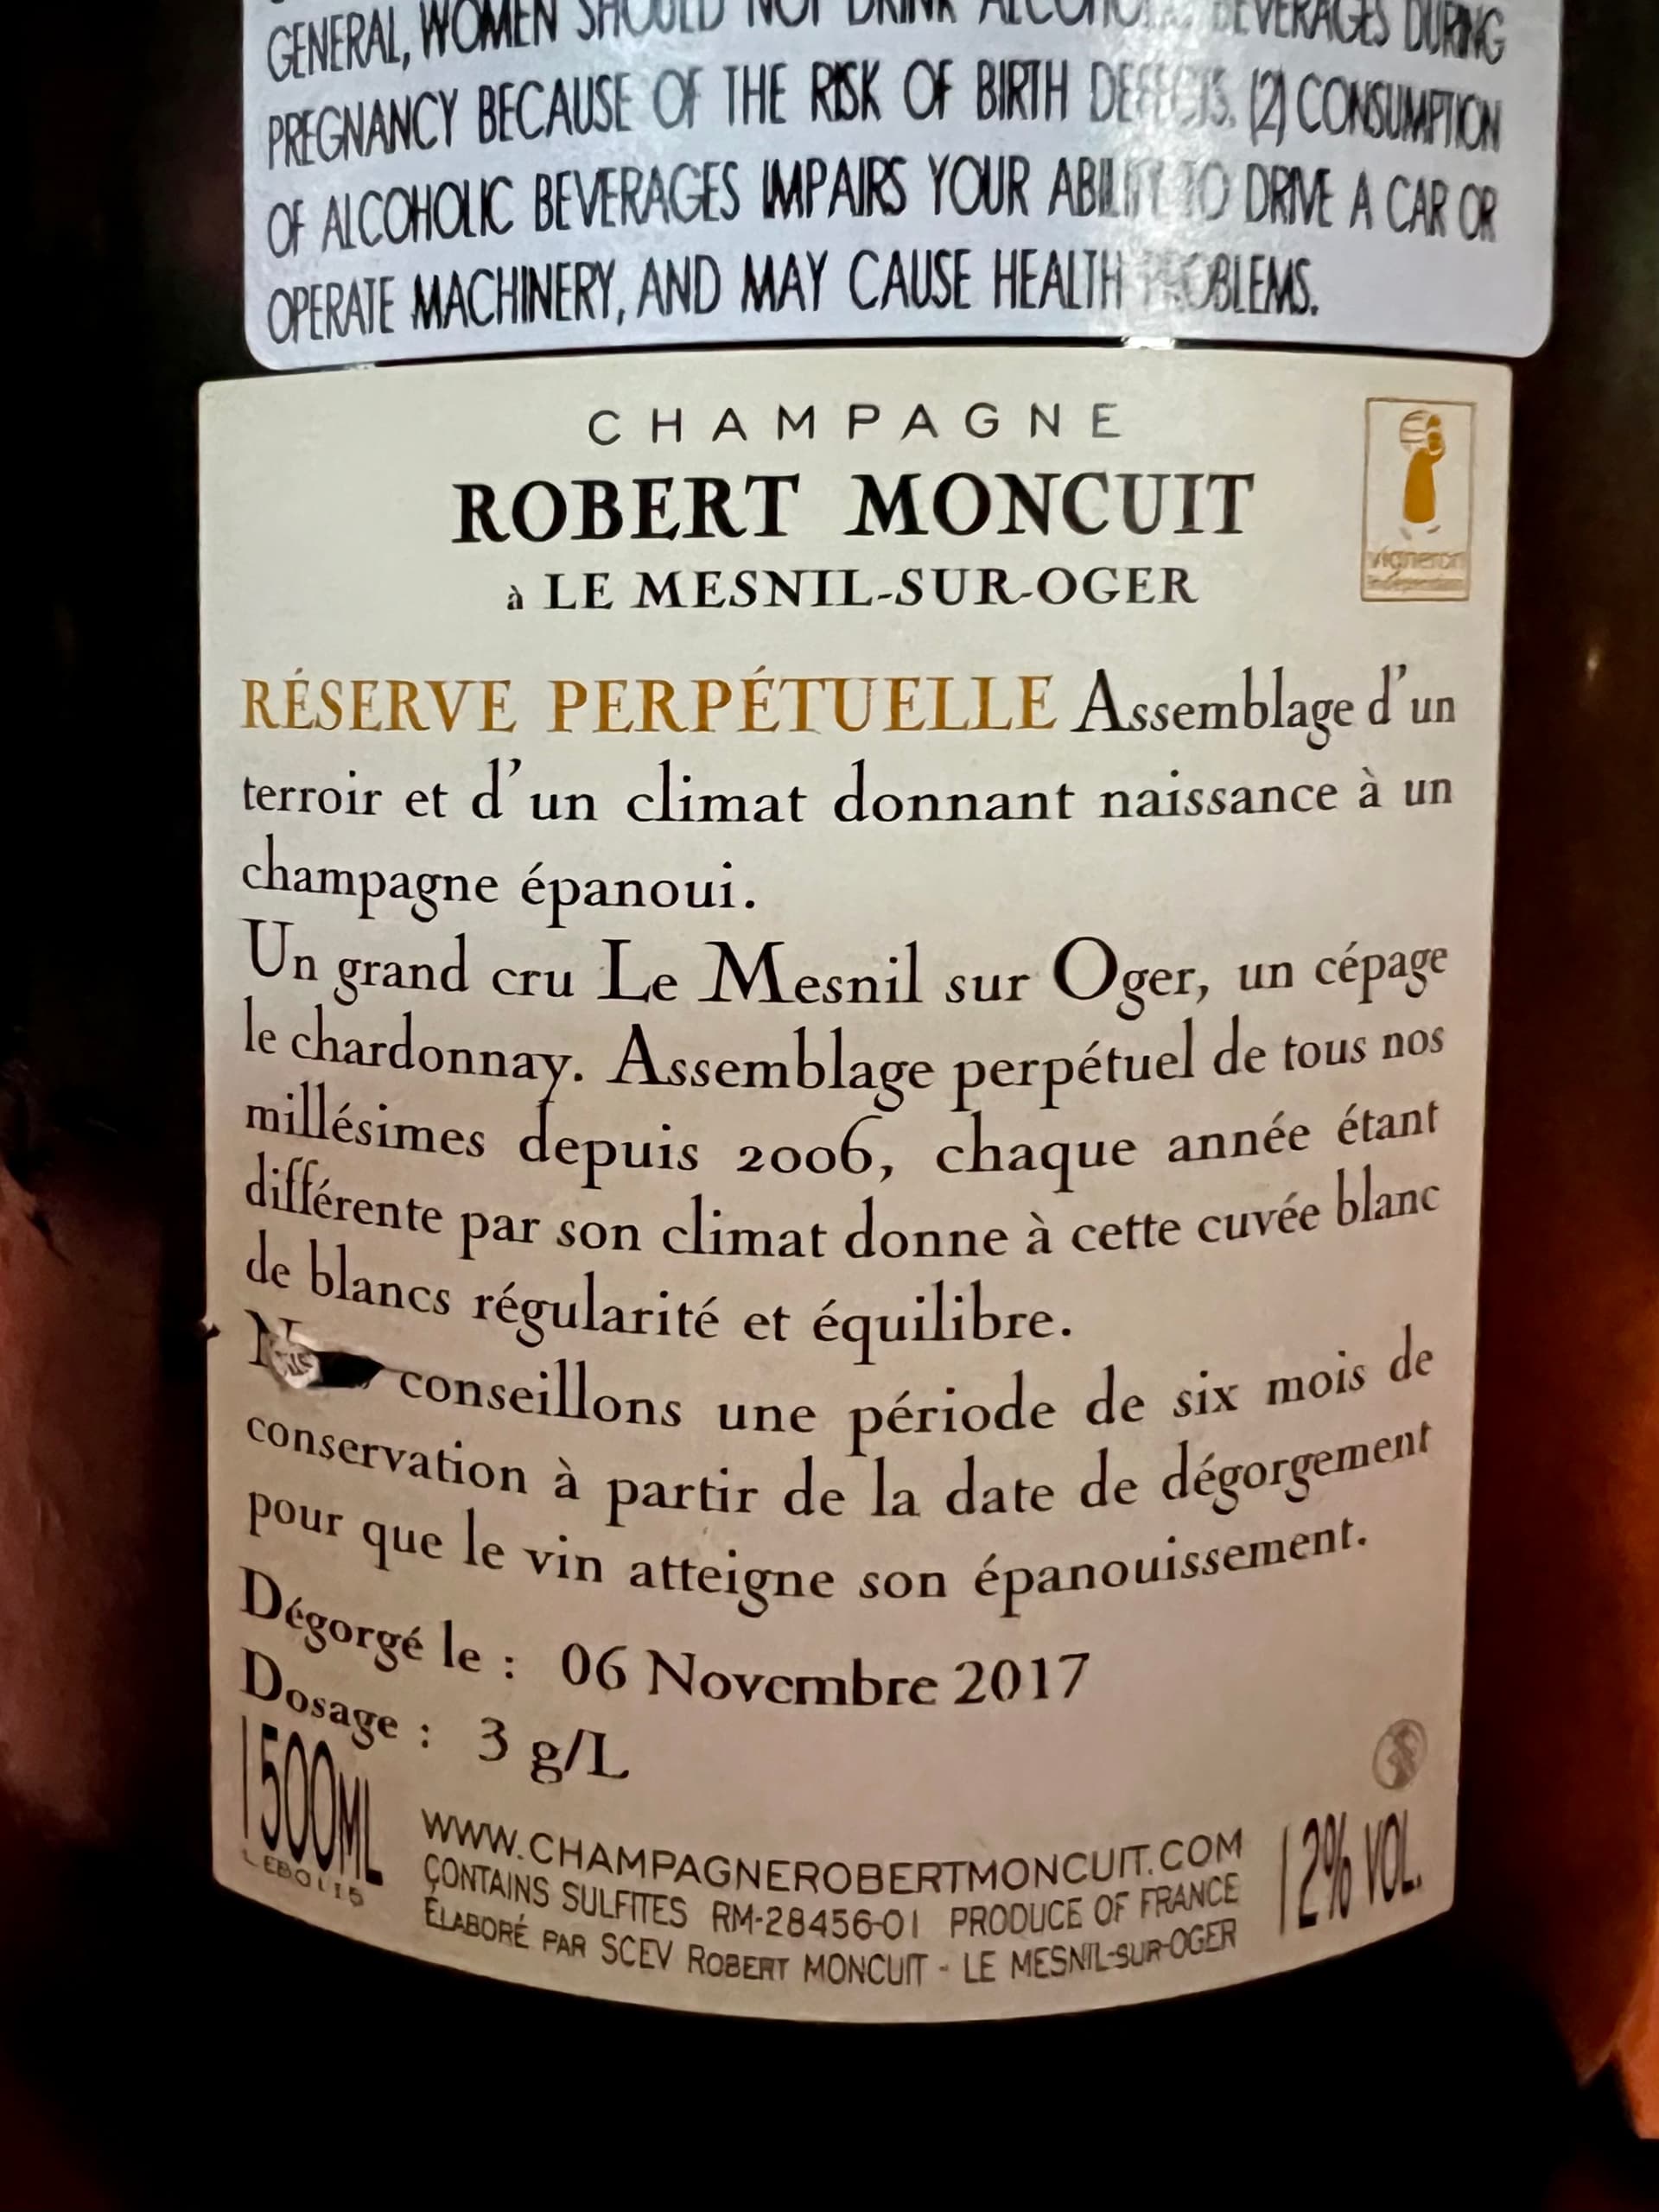 GENERAL, WOMEN SHOULD NOT DRINK ALCOHOLIC BEVERAGES DURING
PREGNANCY BECAUSE OF THE RISK OF BIRTH DEFECTS. (2) CONSUMPTION
OF ALCOHOLIC BEVERAGES IMPAIRS YOUR ABILITY TO DRIVE A CAR OR
OPERATE MACHINERY, AND MAY CAUSE HEALTH PROBLEMS.
CHAMPAGNE
ROBERT MONCUIT
à LE MESNIL-SUR-OGER
vigneron
RÉSERVE PERPÉTUELLE Assemblage d'un
terroir et d'un climat donnant naissance à un
champagne épanoui.
Un grand cru Le Mesnil sur Oger, un cépage
le chardonnay. Assemblage perpétuel de tous nos
millésimes depuis 2006, chaque année étant
différente par son climat donne à cette cuvée blanc
de blancs régularité et équilibre.
conseillons une période de six mois de
conservation à partir de la date de dégorgement
pour que le vin atteigne son épanouissement.
Dégorgé le : 06 Novembre 2017
Dosage : 3 g/L
1500ML
LEBOL15
WWW.CHAMPAGNEROBERTMONCUIT.COM
CONTAINS SULFITES RM-28456-01 PRODUCE OF FRANCE
ÉLABORÉ PAR SCEV ROBERT MONCUIT - LE MESNIL-SUR-OGER
12% VOL.